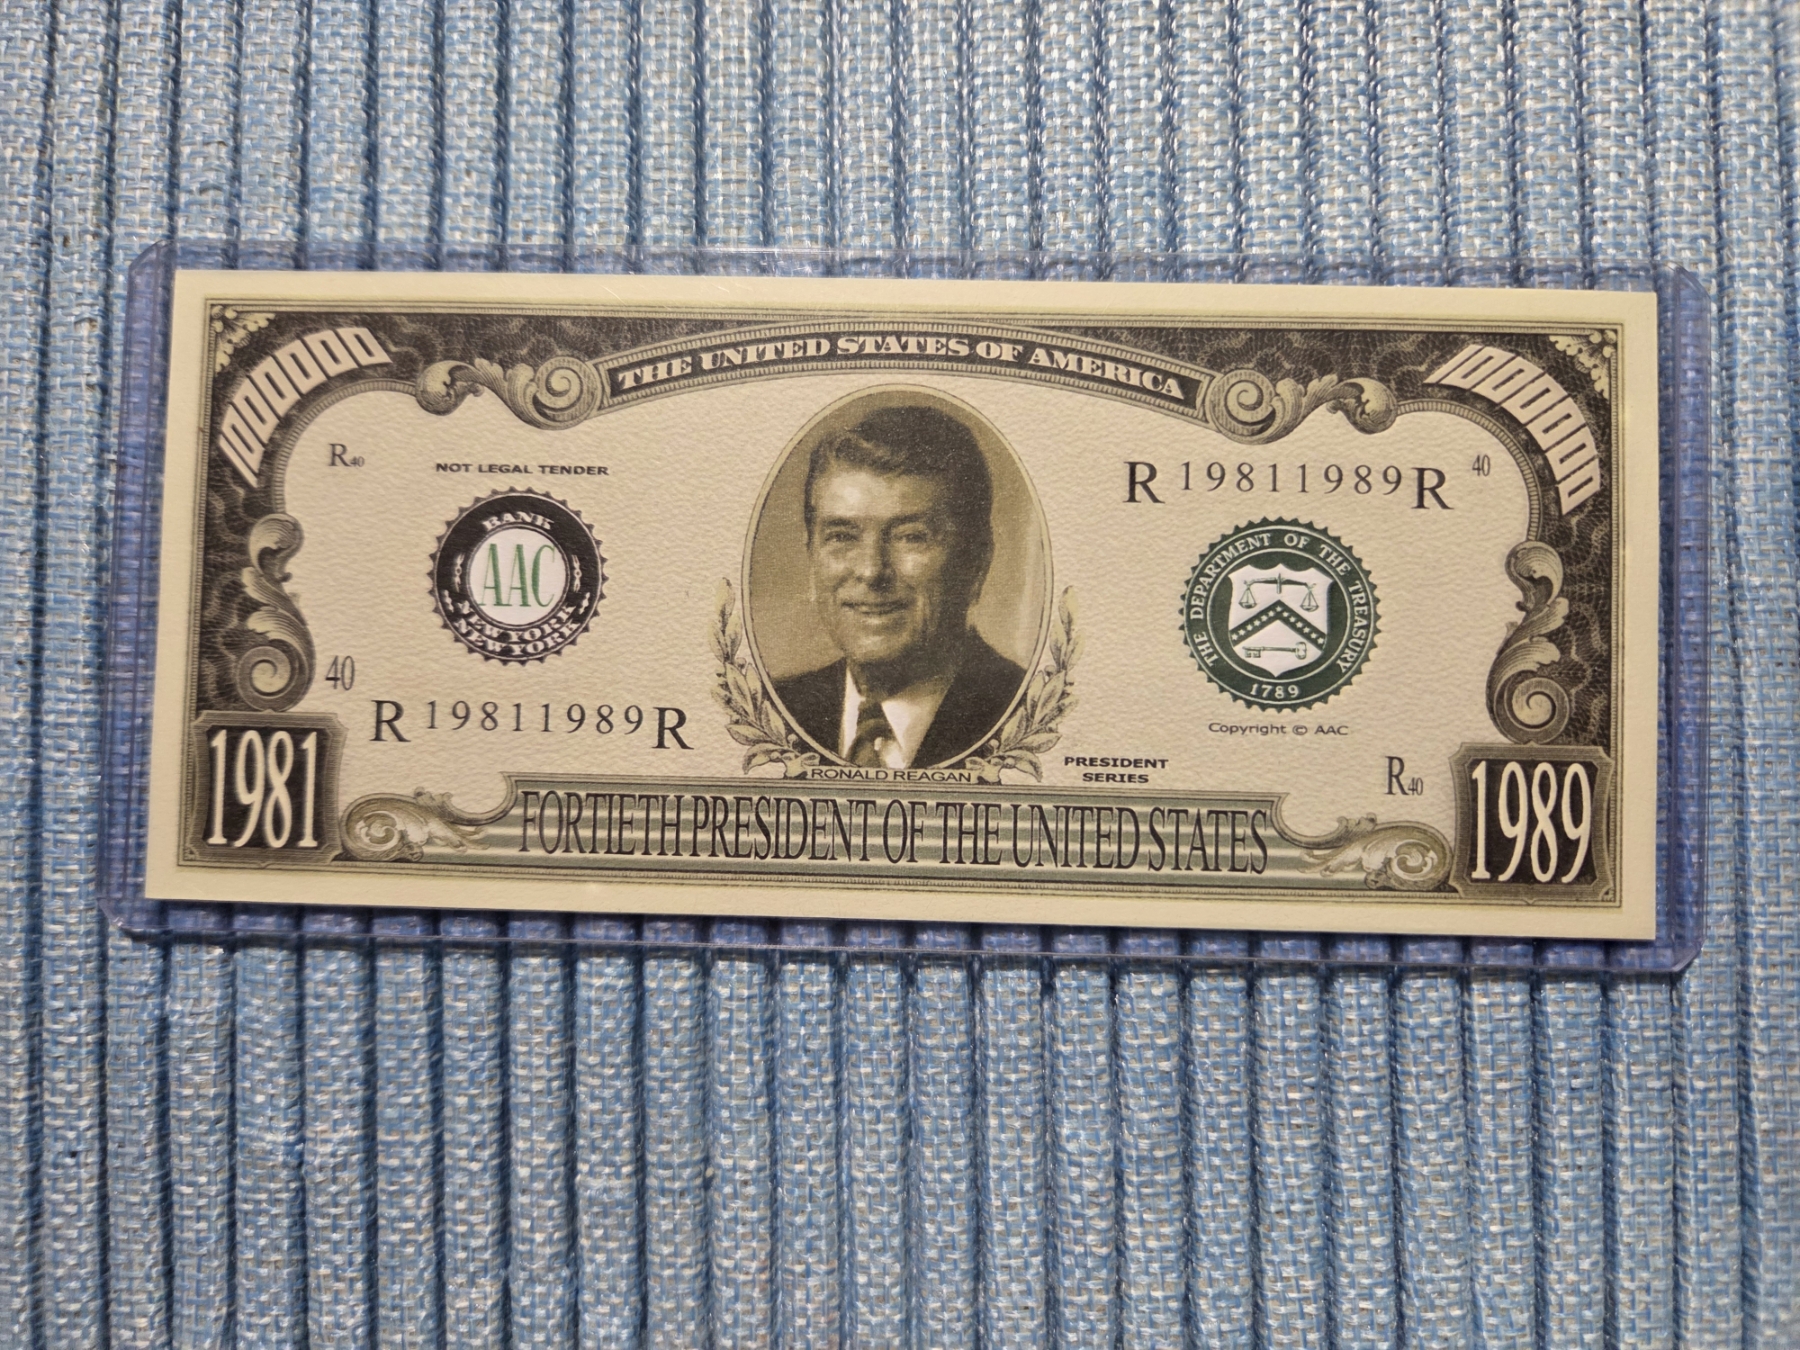 THE UNITED STATES OF AMERICA
1000000
1000000
R40
NOT LEGAL TENDER
R 19811989 R 40
BANK
AAC
NEW YORK
NEW YORK
THE DEPARTMENT OF THE TREASURY
1789
40
R 19811989 R
Copyright © AAC
RONALD REAGAN
PRESIDENT
SERIES
R40
1981
FORTIETH PRESIDENT OF THE UNITED STATES
1989